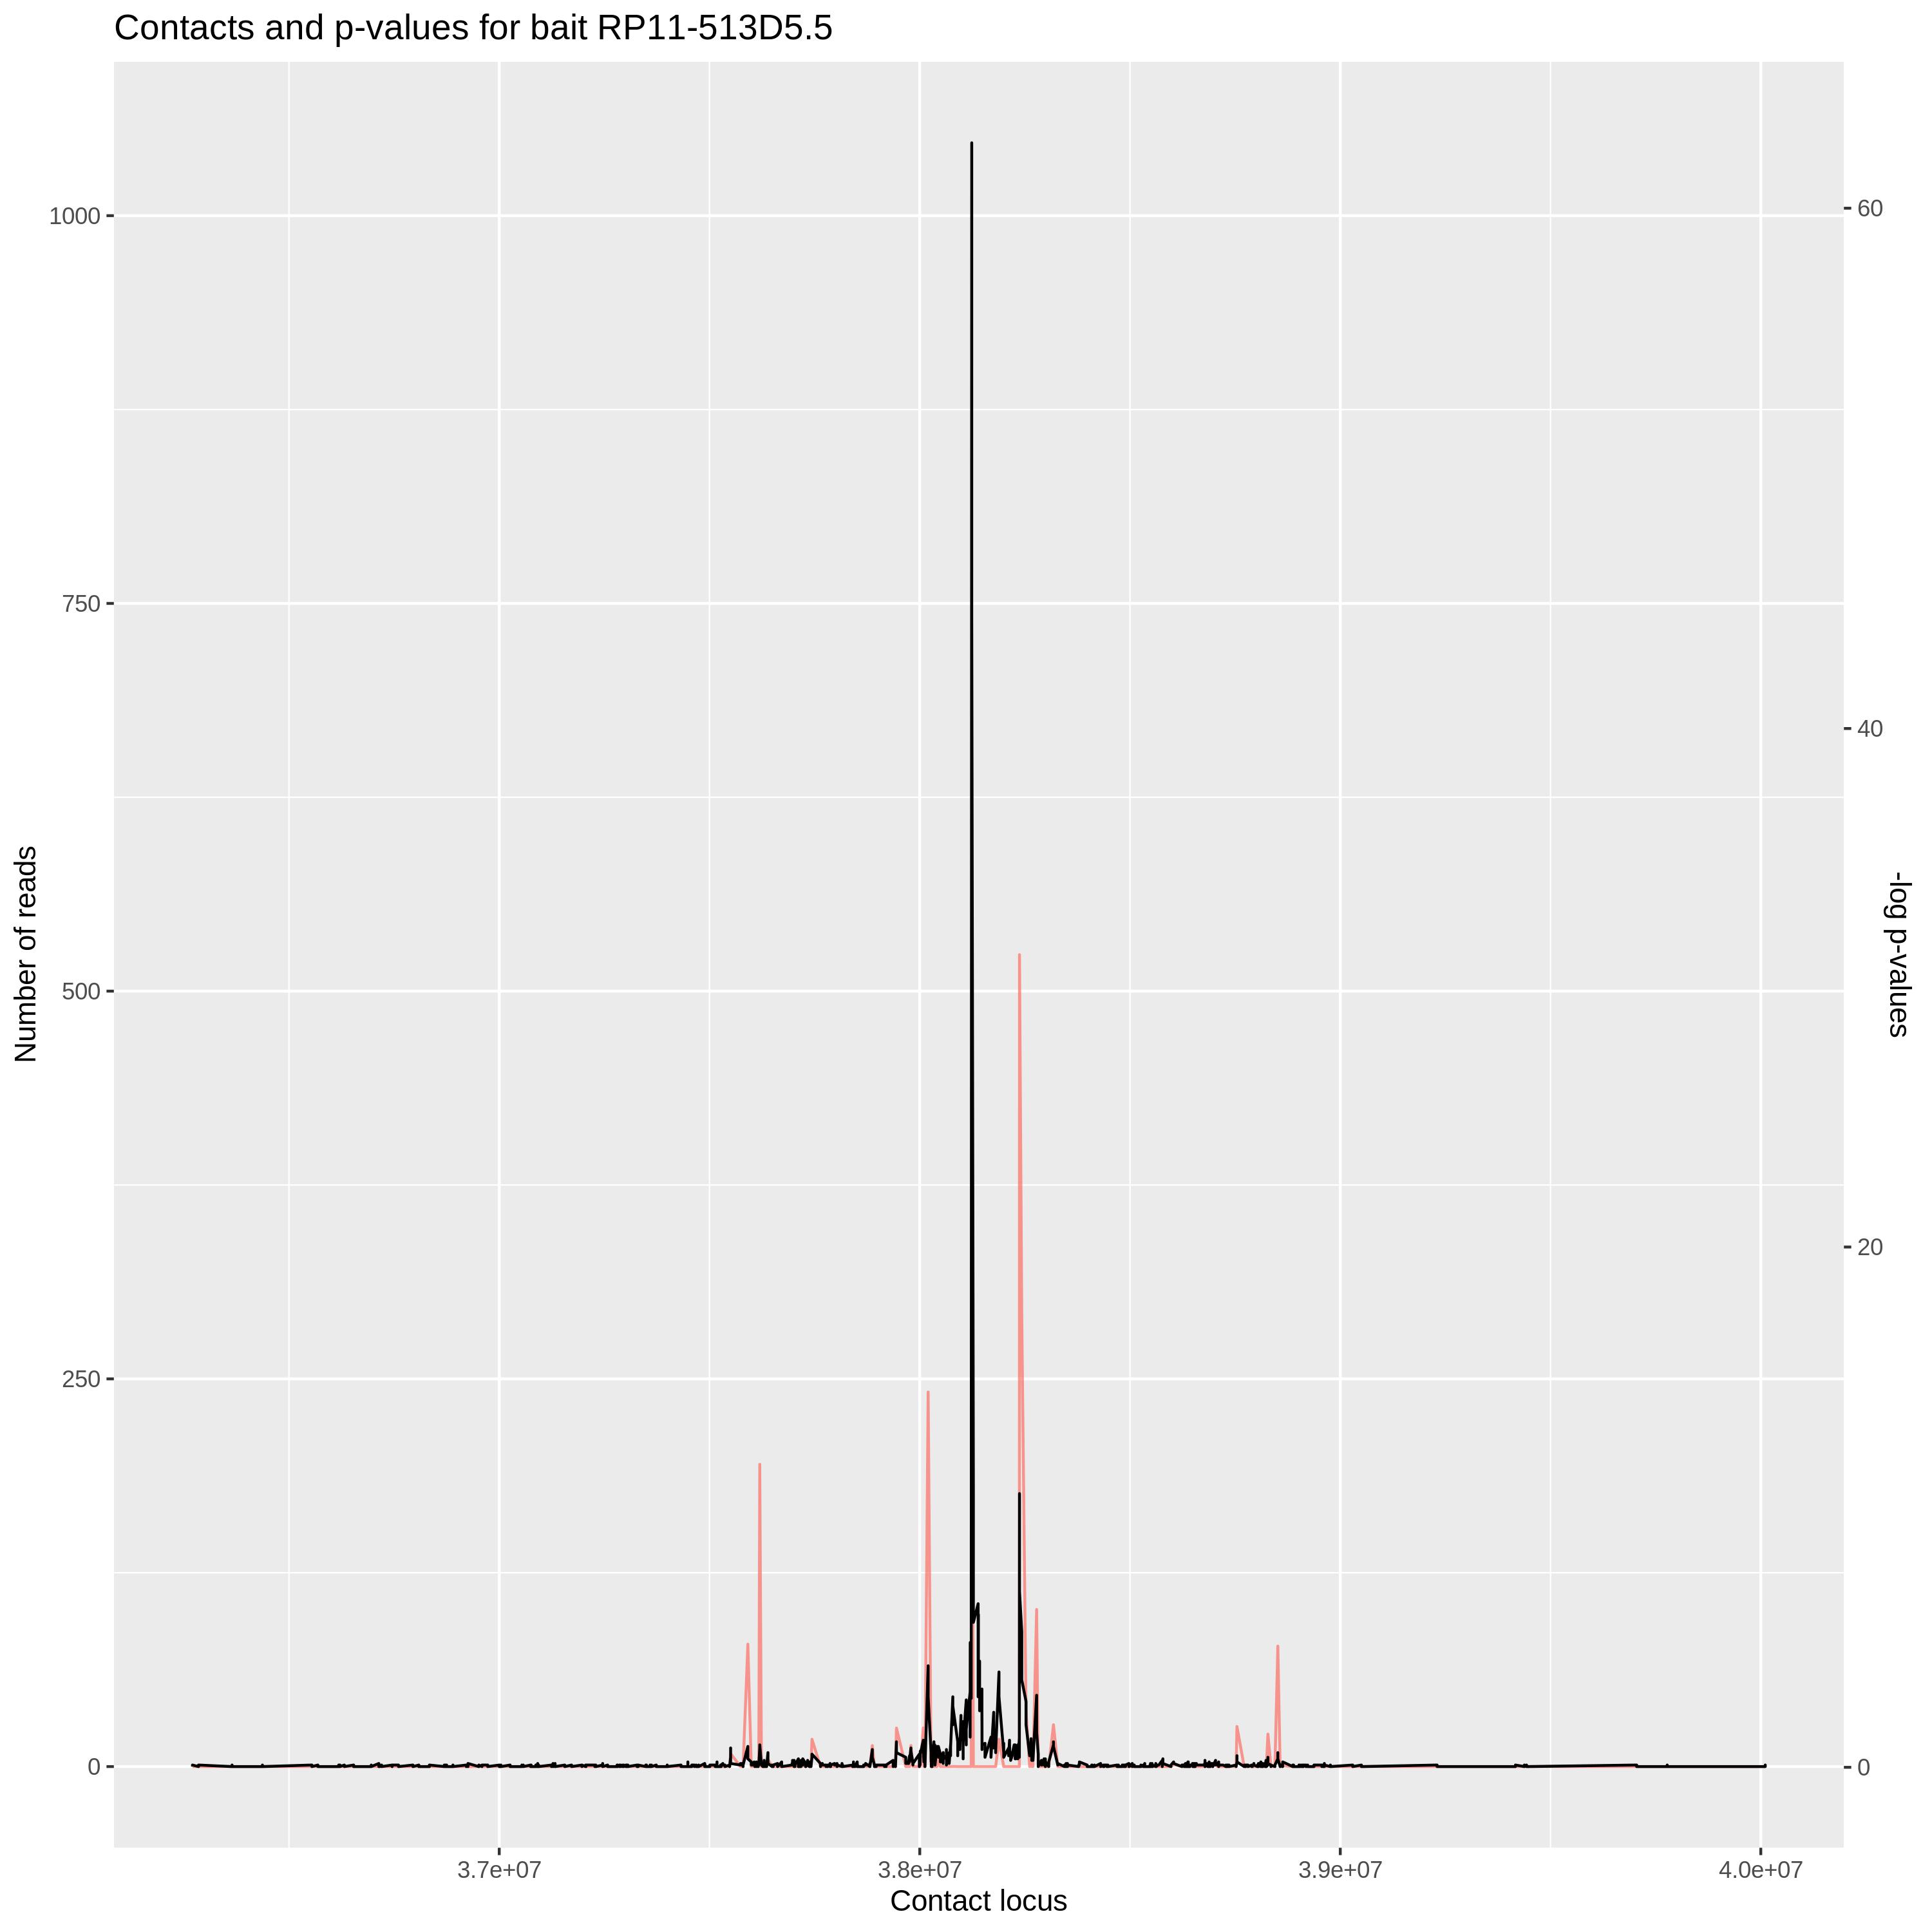 Contacts and p-values for bait RP11-513D5.5
Number of reads
1000
750
500
250
0
60
40
20
0
-log p-values
3.7e+07
3.8e+07
3.9e+07
4.0e+07
Contact locus